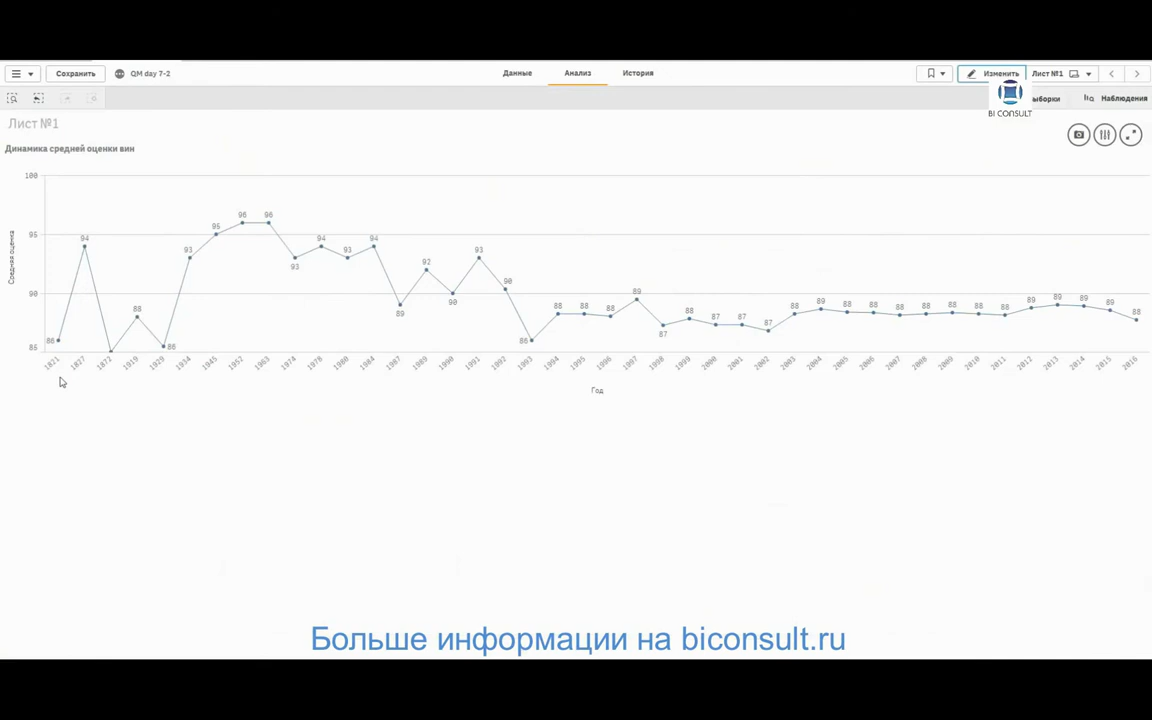 Сохранить QM day 7-2 Данные Анализ История Изменить Лист №1
BI CONSULT
Наблюдения
Лист №1
Динамика средней оценки вин
Средняя оценка
100
95
90
85
86 94 88 86 93 95 96 96 93 94 93 94 89 92 90 93 90 86 88 88 88 89 87 88 87 87 87 88 89 88 88 88 88 88 88 88 89 89 89 89 88
1821 1827 1872 1919 1929 1934 1945 1952 1963 1974 1978 1980 1984 1987 1989 1990 1991 1992 1993 1994 1995 1996 1997 1998 1999 2000 2001 2002 2003 2004 2005 2006 2007 2008 2009 2010 2011 2012 2013 2014 2015 2016
Год
Больше информации на biconsult.ru